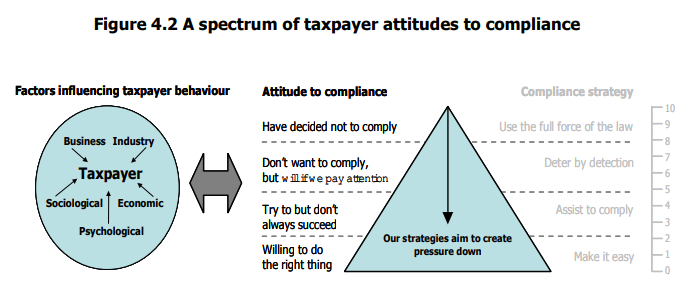 Figure 4.2 A spectrum of taxpayer attitudes to compliance
Factors influencing taxpayer behaviour
Business Industry
Taxpayer
Sociological Economic
Psychological
Attitude to compliance
Have decided not to comply
Don't want to comply,
but will if we pay attention
Try to but don't
always succeed
Willing to do
the right thing
Our strategies aim to create
pressure down
Compliance strategy
Use the full force of the law
Deter by detection
Assist to comply
Make it easy
10
9
8
7
6
5
4
3
2
1
0